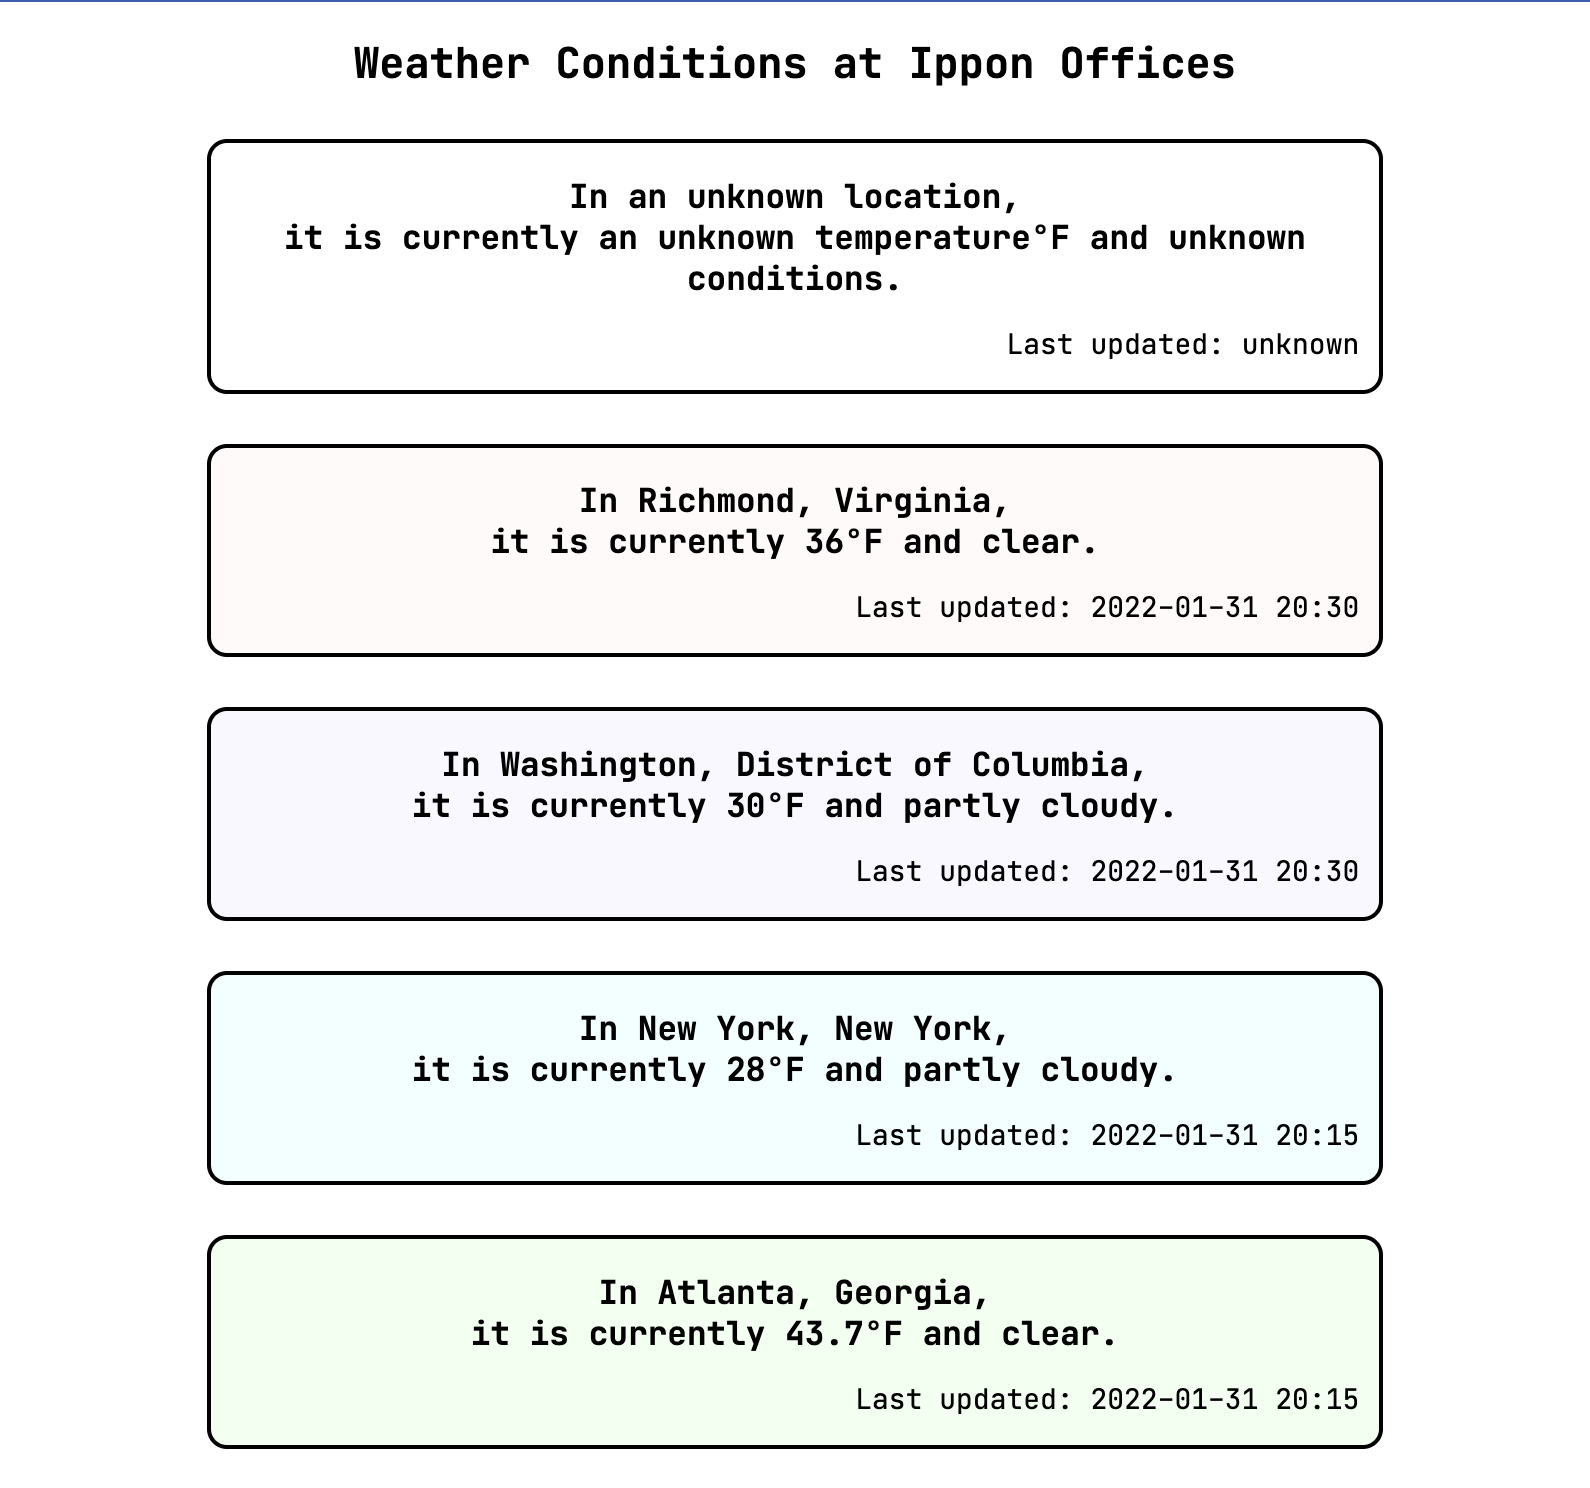 Weather Conditions at Ippon Offices
In an unknown location,
it is currently an unknown temperature°F and unknown
conditions.
Last updated: unknown
In Richmond, Virginia,
it is currently 36°F and clear.
Last updated: 2022-01-31 20:30
In Washington, District of Columbia,
it is currently 30°F and partly cloudy.
Last updated: 2022-01-31 20:30
In New York, New York,
it is currently 28°F and partly cloudy.
Last updated: 2022-01-31 20:15
In Atlanta, Georgia,
it is currently 43.7°F and clear.
Last updated: 2022-01-31 20:15